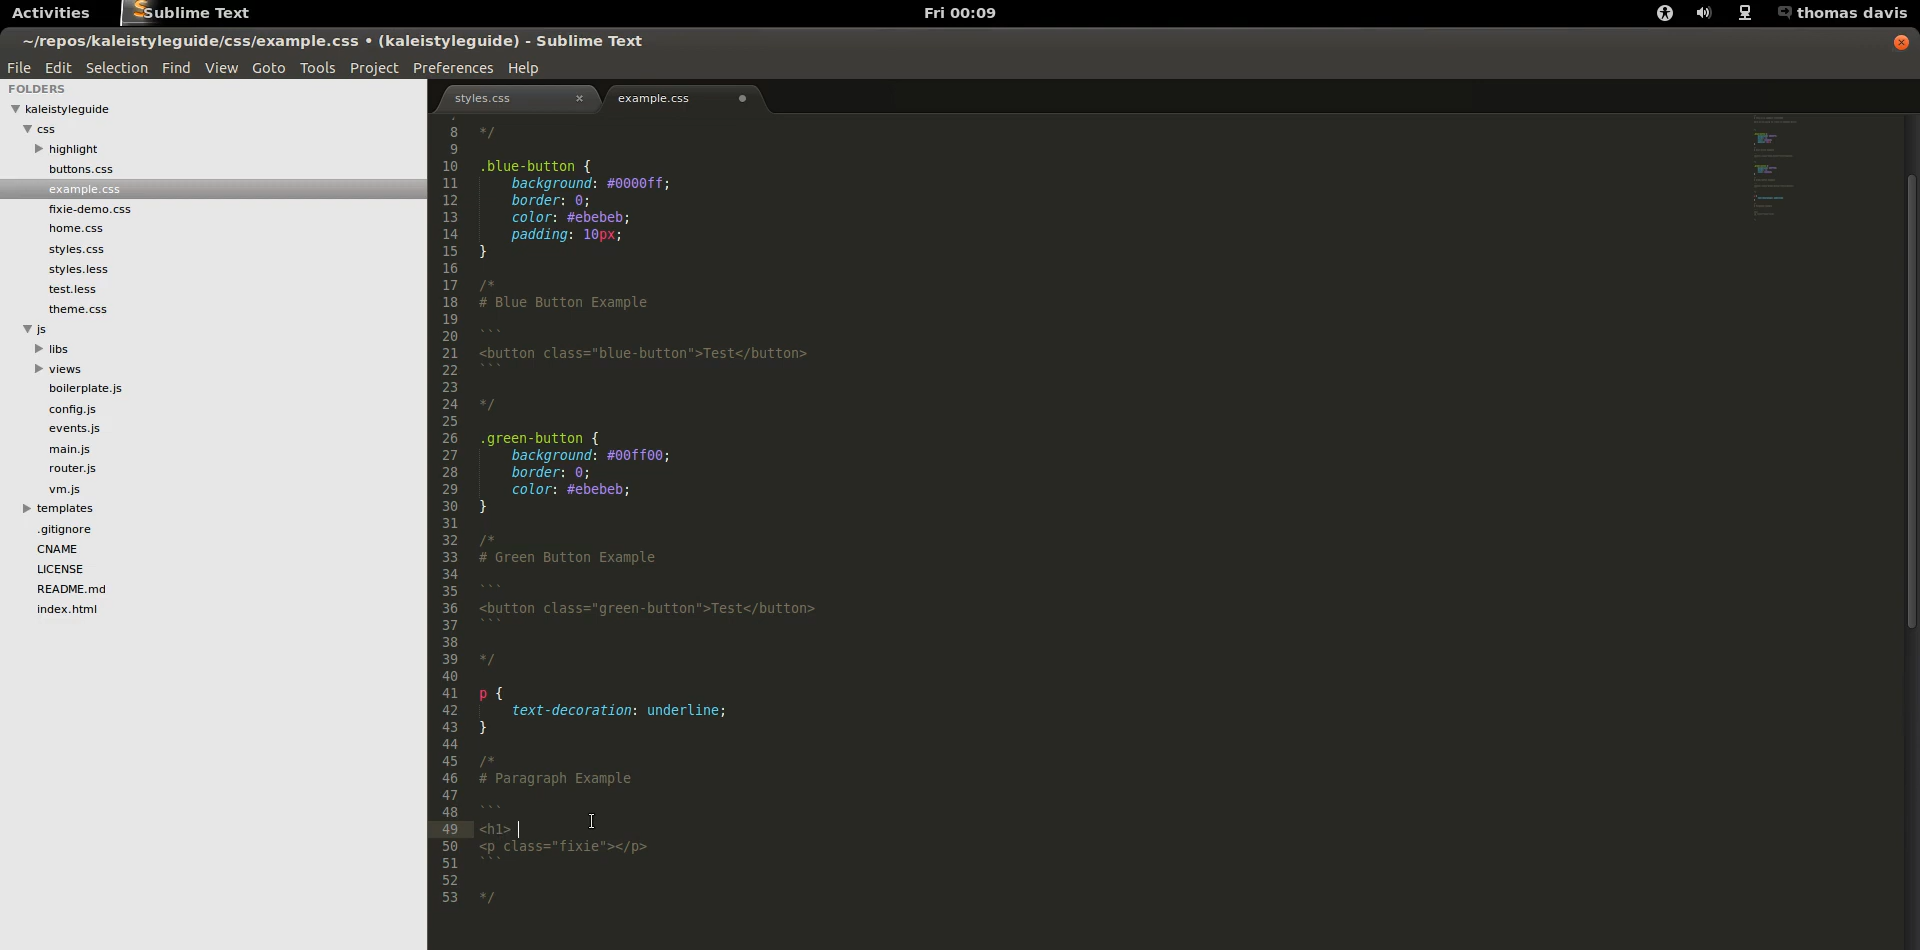 Activities
Sublime Text
Fri 00:09
thomas davis
~/repos/kaleistyleguide/css/example.css • (kaleistyleguide) - Sublime Text
File Edit Selection Find View Goto Tools Project Preferences Help
FOLDERS
kaleistyleguide
css
highlight
buttons.css
example.css
fixie-demo.css
home.css
styles.css
styles.less
test.less
theme.css
js
libs
views
boilerplate.js
config.js
events.js
main.js
router.js
vm.js
templates
.gitignore
CNAME
LICENSE
README.md
index.html
styles.css ×
example.css
8 */
9
10 .blue-button {
11 background: #0000ff;
12 border: 0;
13 color: #ebebeb;
14 padding: 10px;
15 }
16
17 /*
18 # Blue Button Example
19
20 ```
21 <button class="blue-button">Test</button>
22 ```
23
24 */
25
26 .green-button {
27 background: #00ff00;
28 border: 0;
29 color: #ebebeb;
30 }
31
32 /*
33 # Green Button Example
34
35 ```
36 <button class="green-button">Test</button>
37 ```
38
39 */
40
41 p {
42 text-decoration: underline;
43 }
44
45 /*
46 # Paragraph Example
47
48 ```
49 <h1>
50 <p class="fixie"></p>
51 ```
52
53 */